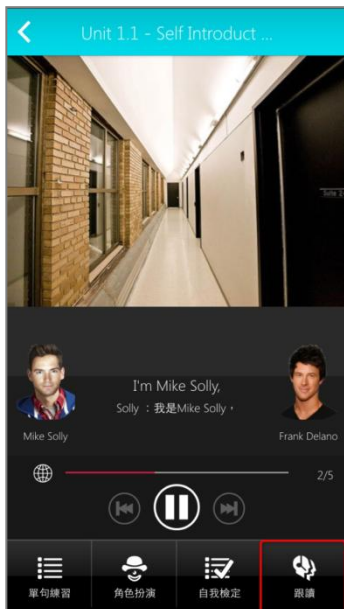 Unit 1.1 - Self Introduct ...
I'm Mike Solly,
Solly ：我是Mike Solly，
Mike Solly
Frank Delano
2/5
單句練習
角色扮演
自我檢定
跟讀